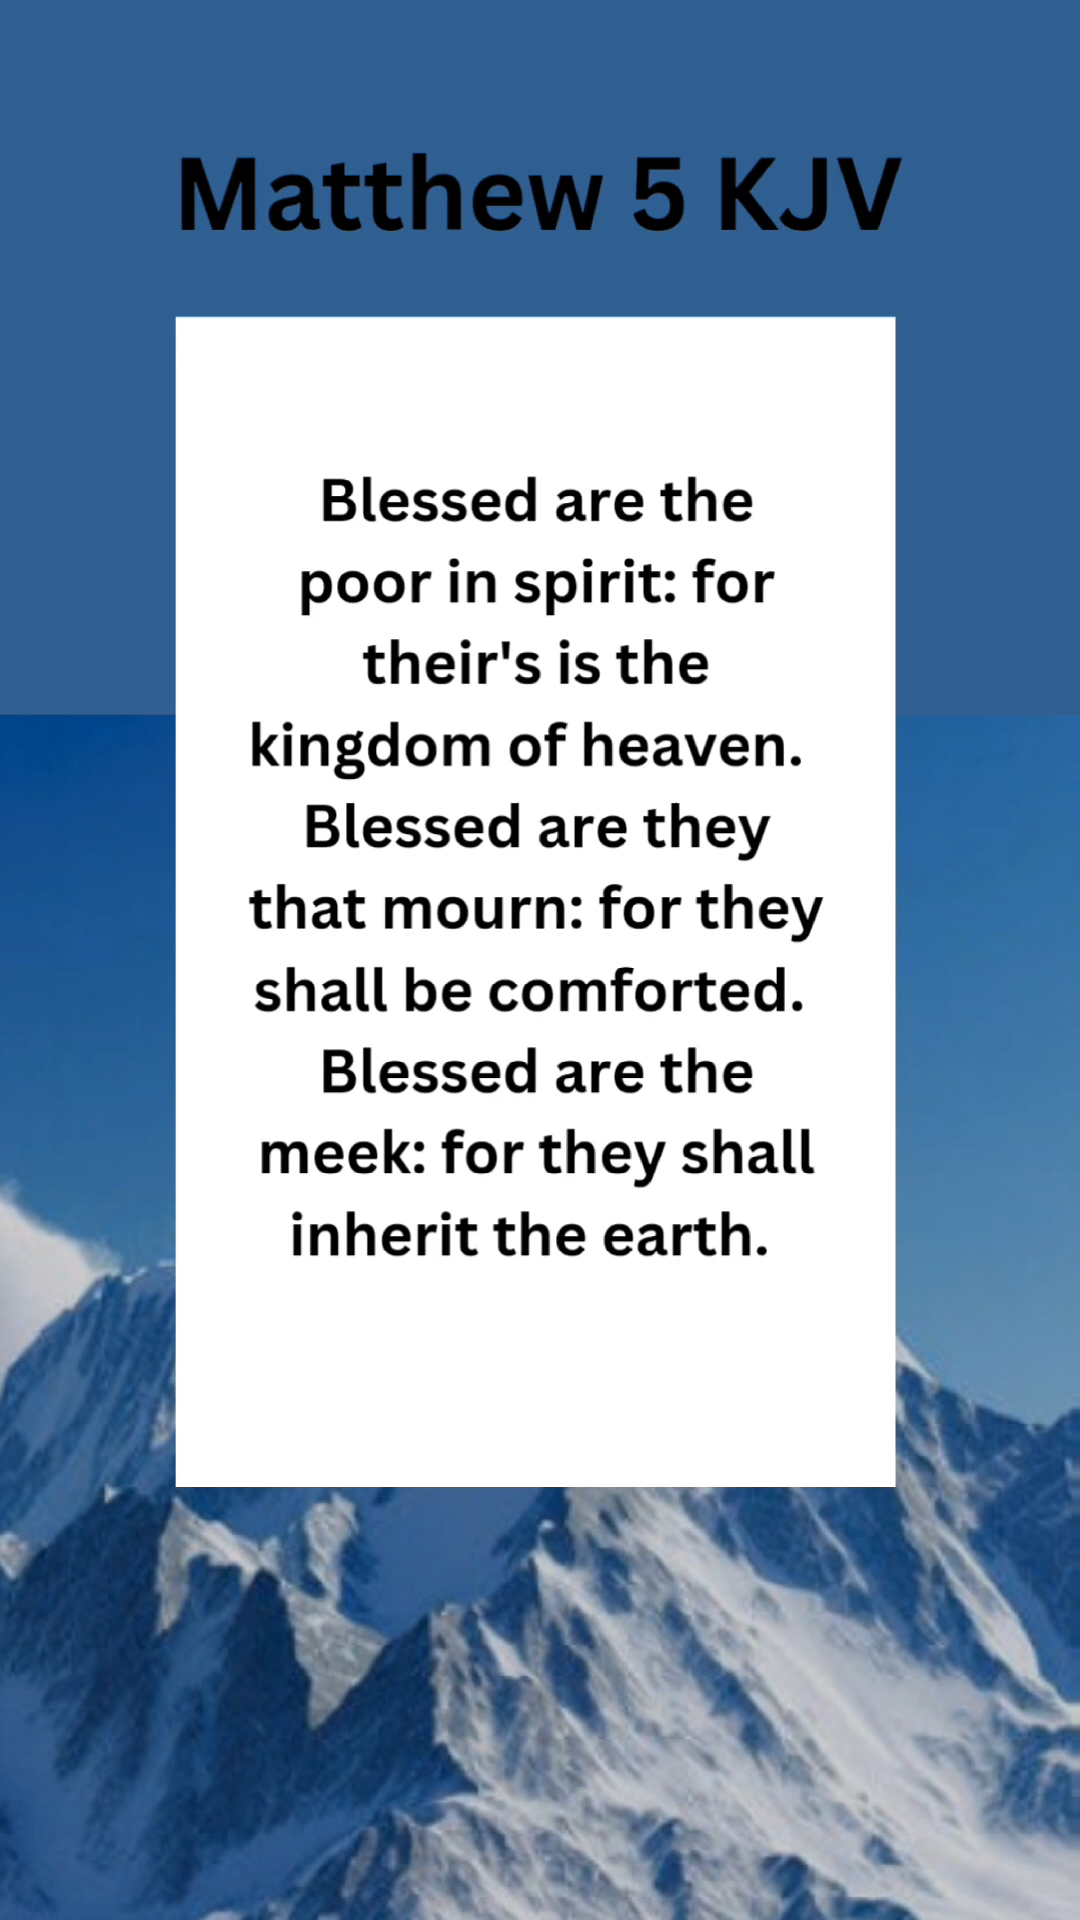 Matthew 5 KJV
Blessed are the
poor in spirit: for
their's is the
kingdom of heaven.
Blessed are they
that mourn: for they
shall be comforted.
Blessed are the
meek: for they shall
inherit the earth.